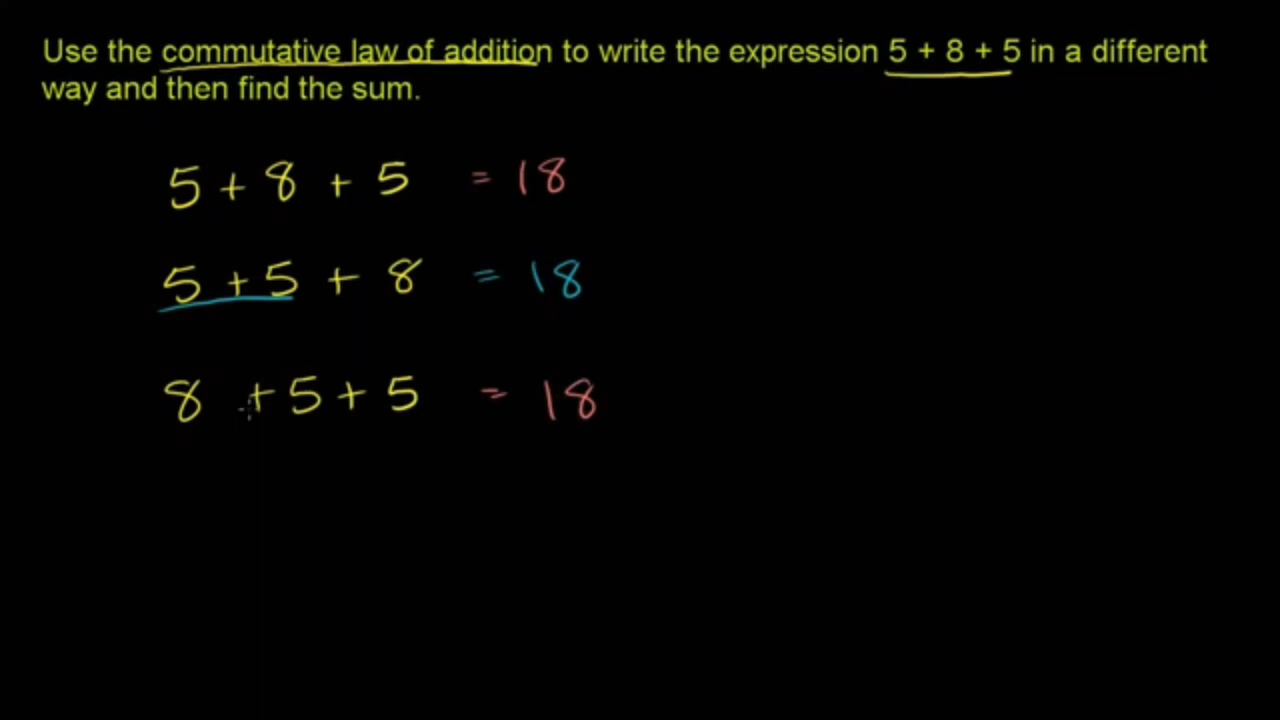 Use the commutative law of addition to write the expression 5 + 8 + 5 in a different
way and then find the sum.
5 + 8 + 5 = 18
5 + 5 + 8 = 18
8 + 5 + 5 = 18